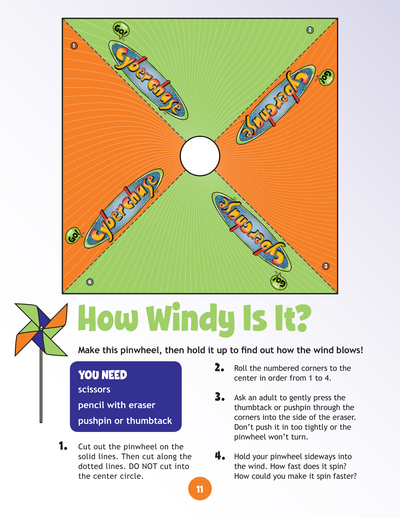 GO!
CYBERCHASE
1
2
GO!
CYBERCHASE
GO!
CYBERCHASE
4
CYBERCHASE
GO!
3
How Windy Is It?
Make this pinwheel, then hold it up to find out how the wind blows!
YOU NEED
scissors
pencil with eraser
pushpin or thumbtack
1. Cut out the pinwheel on the
solid lines. Then cut along the
dotted lines. DO NOT cut into
the center circle.
2. Roll the numbered corners to the
center in order from 1 to 4.
3. Ask an adult to gently press the
thumbtack or pushpin through the
corners into the side of the eraser.
Don't push it in too tightly or the
pinwheel won't turn.
4. Hold your pinwheel sideways into
the wind. How fast does it spin?
How could you make it spin faster?
11